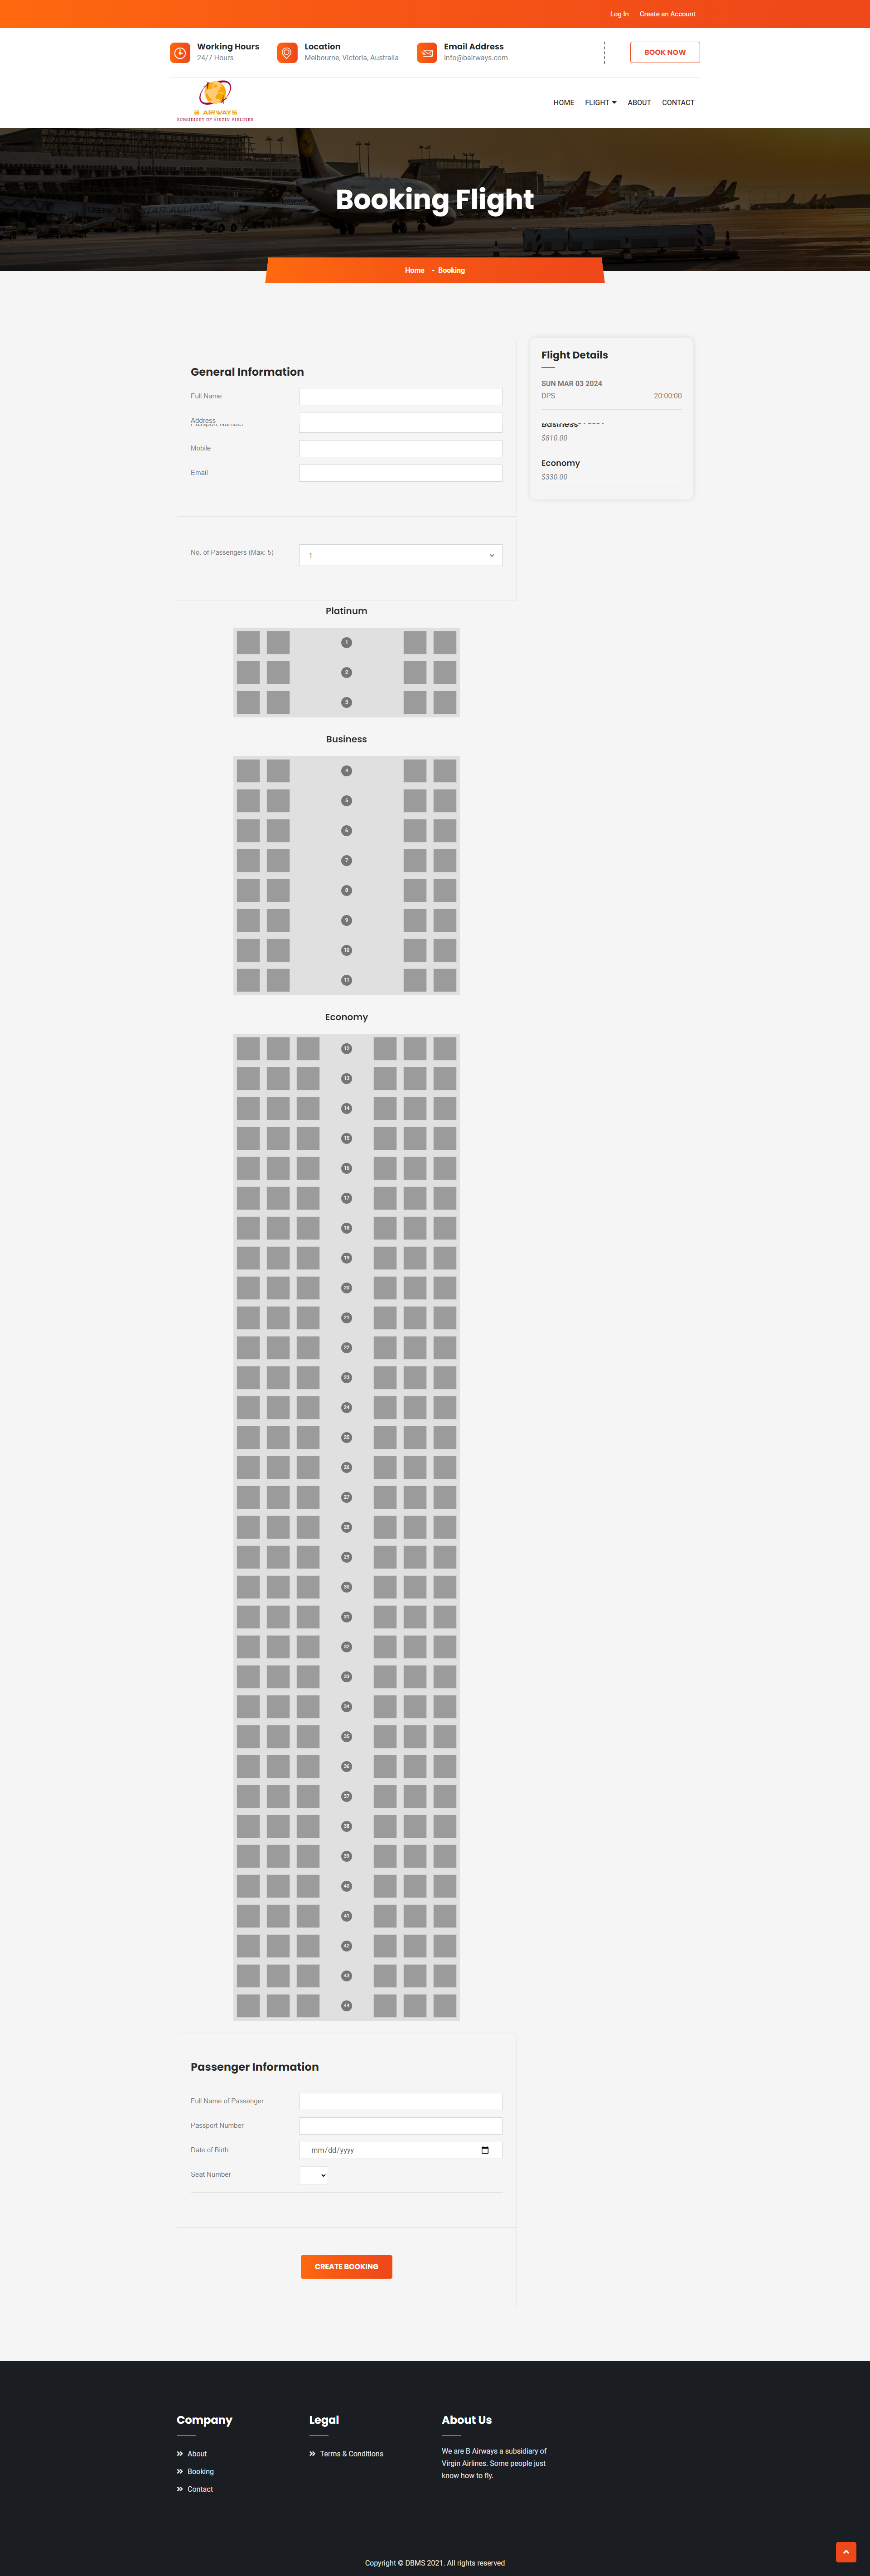 Log In Create an Account
Working Hours
24/7 Hours
Location
Melbourne, Victoria, Australia
Email Address
info@bairways.com
BOOK NOW
B AIRWAYS
SUBSIDIERY OF VIRGIN AIRLINES
HOME FLIGHT ABOUT CONTACT
Booking Flight
Home - Booking
General Information
Full Name
Address
Mobile
Email
No. of Passengers (Max: 5)
1
Flight Details
SUN MAR 03 2024
DPS 20:00:00
Business
$810.00
Economy
$330.00
Platinum
1
2
3
Business
4
5
6
7
8
9
10
11
Economy
12
13
14
15
16
17
18
19
20
21
22
23
24
25
26
27
28
29
30
31
32
33
34
35
36
37
38
39
40
41
42
43
44
Passenger Information
Full Name of Passenger
Passport Number
Date of Birth
mm/dd/yyyy
Seat Number
CREATE BOOKING
Company
About
Booking
Contact
Legal
Terms & Conditions
About Us
We are B Airways a subsidiary of
Virgin Airlines. Some people just
know how to fly.
Copyright © DBMS 2021. All rights reserved